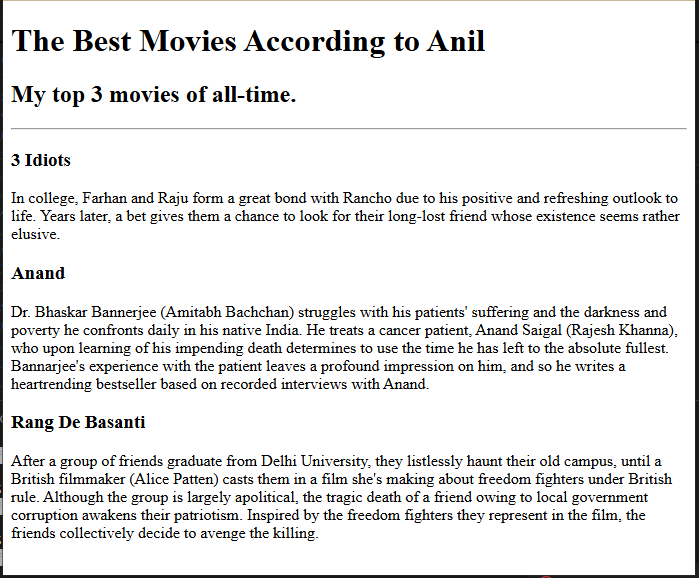 The Best Movies According to Anil
My top 3 movies of all-time.
3 Idiots
In college, Farhan and Raju form a great bond with Rancho due to his positive and refreshing outlook to
life. Years later, a bet gives them a chance to look for their long-lost friend whose existence seems rather
elusive.
Anand
Dr. Bhaskar Bannerjee (Amitabh Bachchan) struggles with his patients' suffering and the darkness and
poverty he confronts daily in his native India. He treats a cancer patient, Anand Saigal (Rajesh Khanna),
who upon learning of his impending death determines to use the time he has left to the absolute fullest.
Bannarjee's experience with the patient leaves a profound impression on him, and so he writes a
heartrending bestseller based on recorded interviews with Anand.
Rang De Basanti
After a group of friends graduate from Delhi University, they listlessly haunt their old campus, until a
British filmmaker (Alice Patten) casts them in a film she's making about freedom fighters under British
rule. Although the group is largely apolitical, the tragic death of a friend owing to local government
corruption awakens their patriotism. Inspired by the freedom fighters they represent in the film, the
friends collectively decide to avenge the killing.